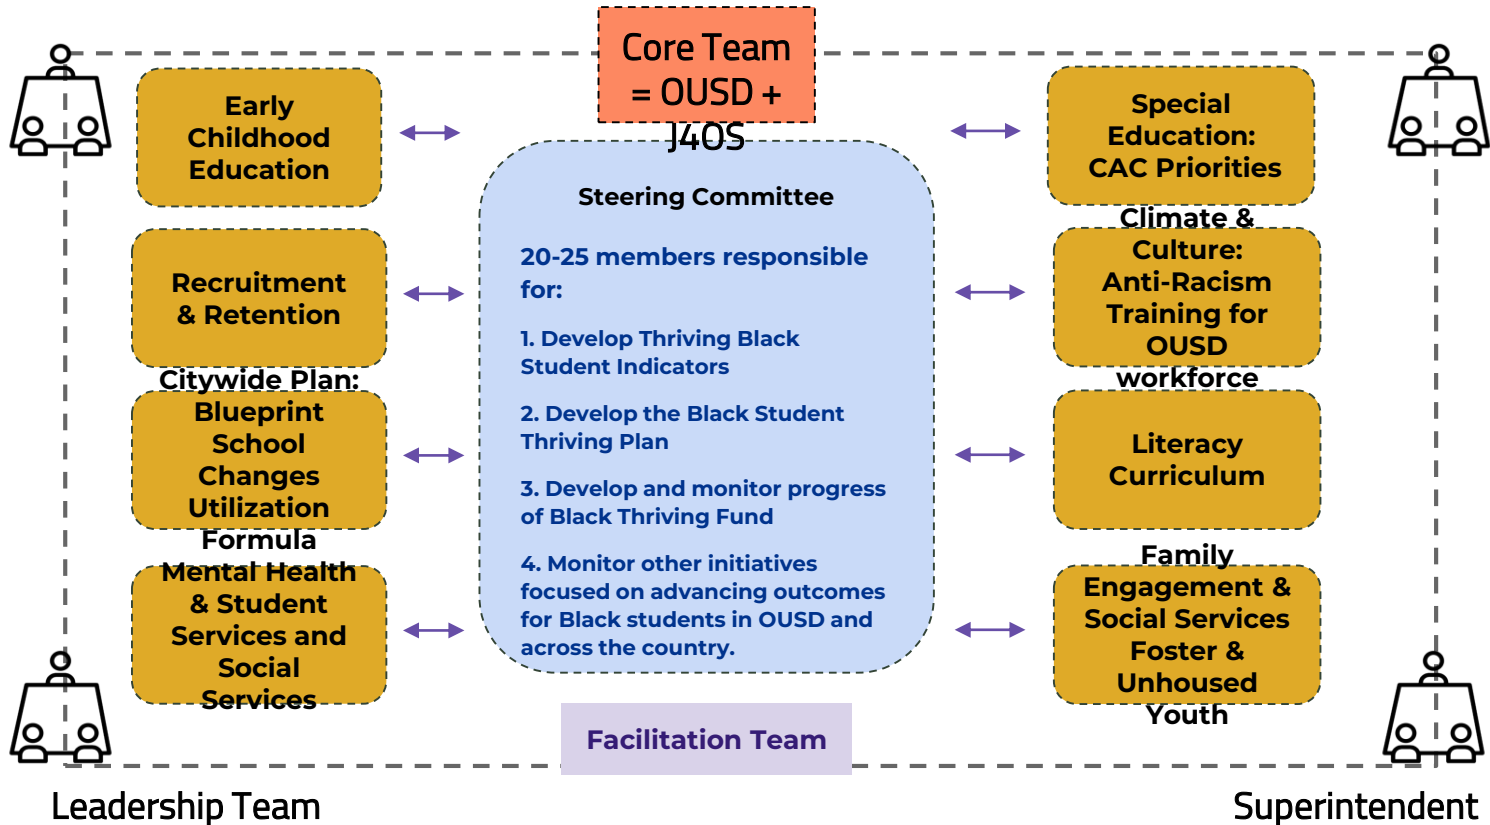 Core Team
= OUSD +
J4OS
Early
Childhood
Education
Recruitment
& Retention
Citywide Plan:
Blueprint
School
Changes
Utilization
Formula
Mental Health
& Student
Services and
Social
Services
Steering Committee
20-25 members responsible
for:
1. Develop Thriving Black
Student Indicators
2. Develop the Black Student
Thriving Plan
3. Develop and monitor progress
of Black Thriving Fund
4. Monitor other initiatives
focused on advancing outcomes
for Black students in OUSD and
across the country.
Special
Education:
CAC Priorities
Climate &
Culture:
Anti-Racism
Training for
OUSD
workforce
Literacy
Curriculum
Family
Engagement &
Social Services
Foster &
Unhoused
Youth
Facilitation Team
Leadership Team
Superintendent